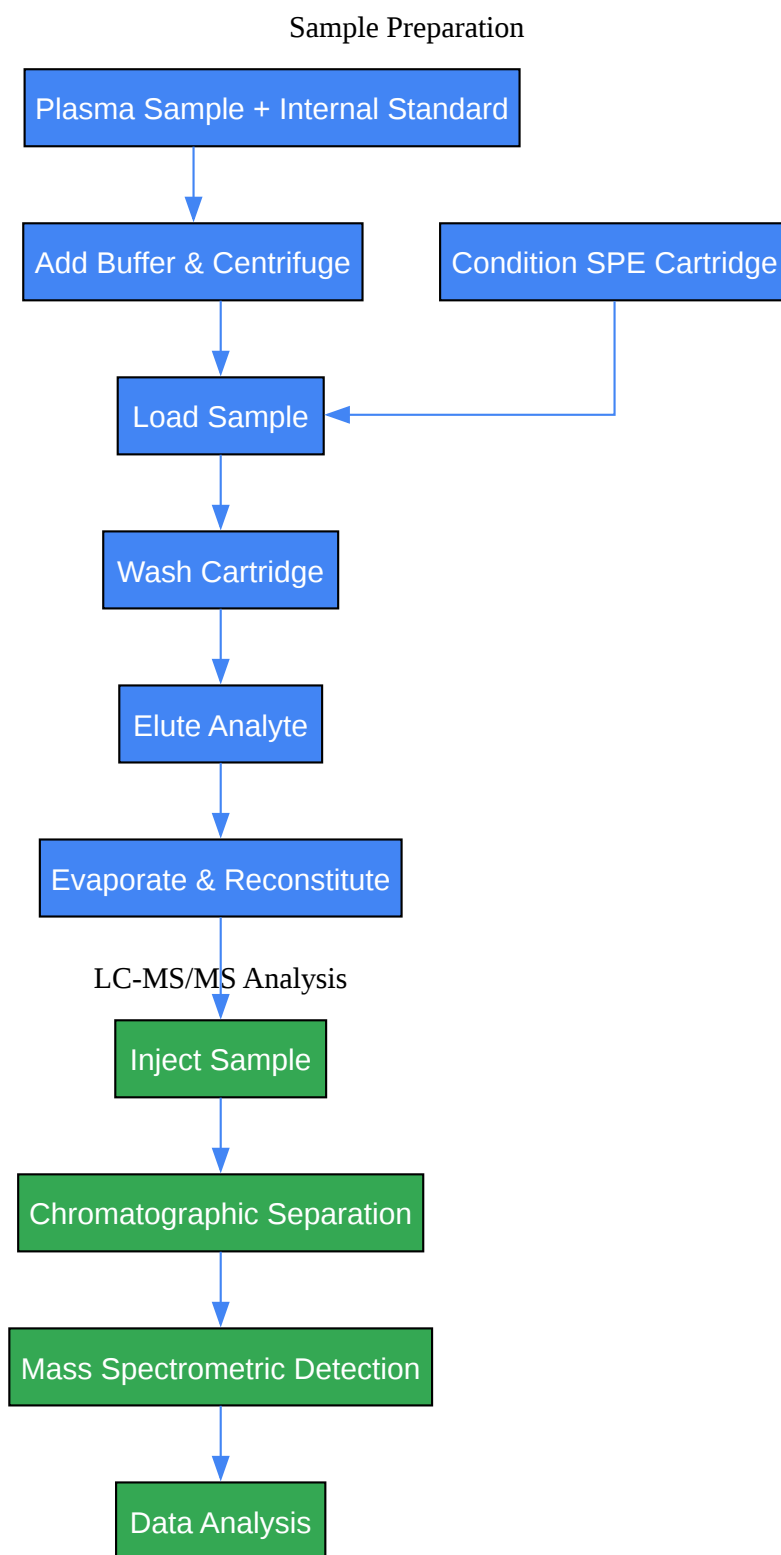 Sample Preparation
Plasma Sample + Internal Standard
Add Buffer & Centrifuge
Condition SPE Cartridge
Load Sample
Wash Cartridge
Elute Analyte
Evaporate & Reconstitute
LC-MS/MS Analysis
Inject Sample
Chromatographic Separation
Mass Spectrometric Detection
Data Analysis